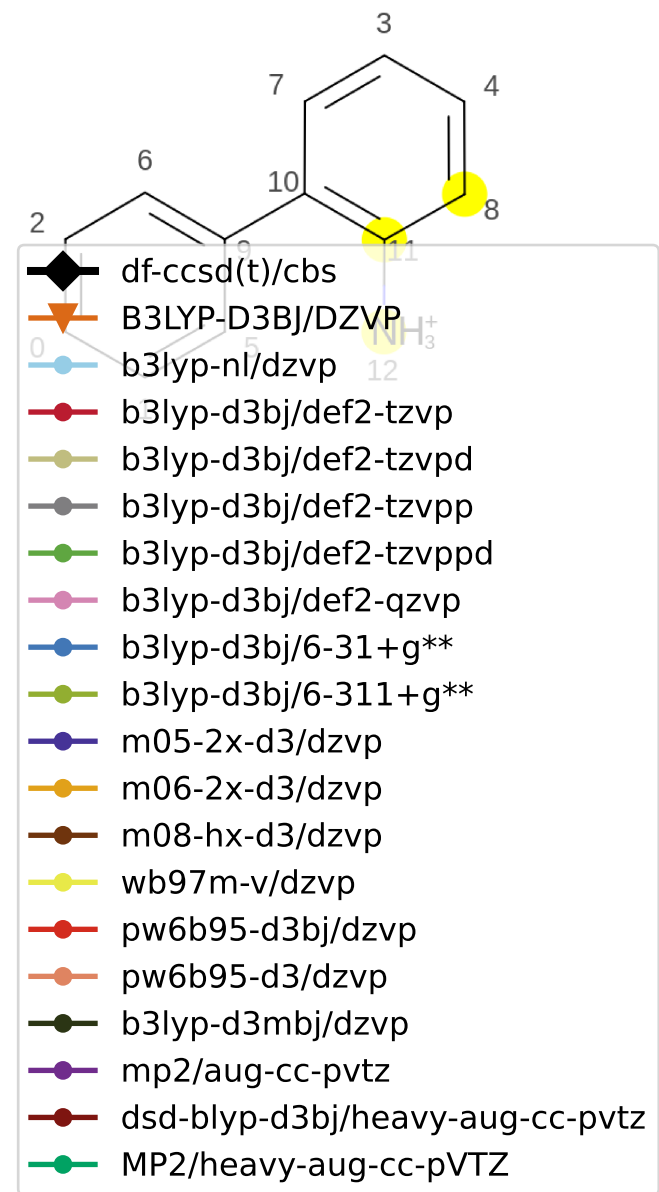 3
7
4
6
10
8
2
9
11
df-ccsd(t)/cbs
B3LYP-D3BJ/DZVP
NH3+
0
5
b3lyp-nl/dzvp
12
1
b3lyp-d3bj/def2-tzvp
b3lyp-d3bj/def2-tzvpd
b3lyp-d3bj/def2-tzvpp
b3lyp-d3bj/def2-tzvppd
b3lyp-d3bj/def2-qzvp
b3lyp-d3bj/6-31+g**
b3lyp-d3bj/6-311+g**
m05-2x-d3/dzvp
m06-2x-d3/dzvp
m08-hx-d3/dzvp
wb97m-v/dzvp
pw6b95-d3bj/dzvp
pw6b95-d3/dzvp
b3lyp-d3mbj/dzvp
mp2/aug-cc-pvtz
dsd-blyp-d3bj/heavy-aug-cc-pvtz
MP2/heavy-aug-cc-pVTZ